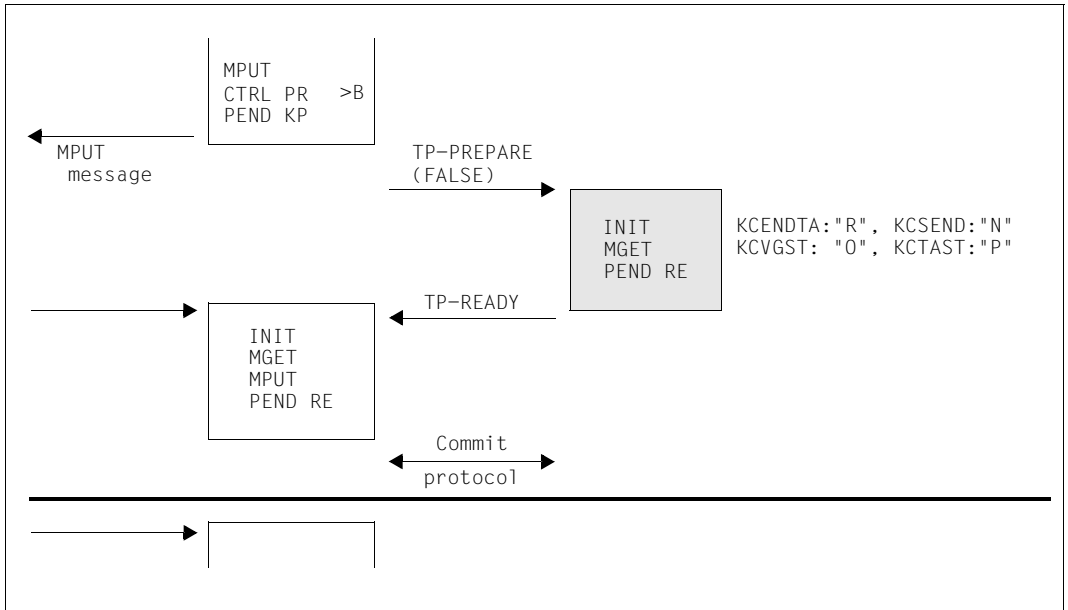 MPUT
CTRL PR >B
PEND KP
MPUT
message
TP-PREPARE
(FALSE)
INIT
MGET
PEND RE
KCENDTA:"R", KCSEND:"N"
KCVGST: "O", KCTAST:"P"
TP-READY
INIT
MGET
MPUT
PEND RE
Commit
protocol